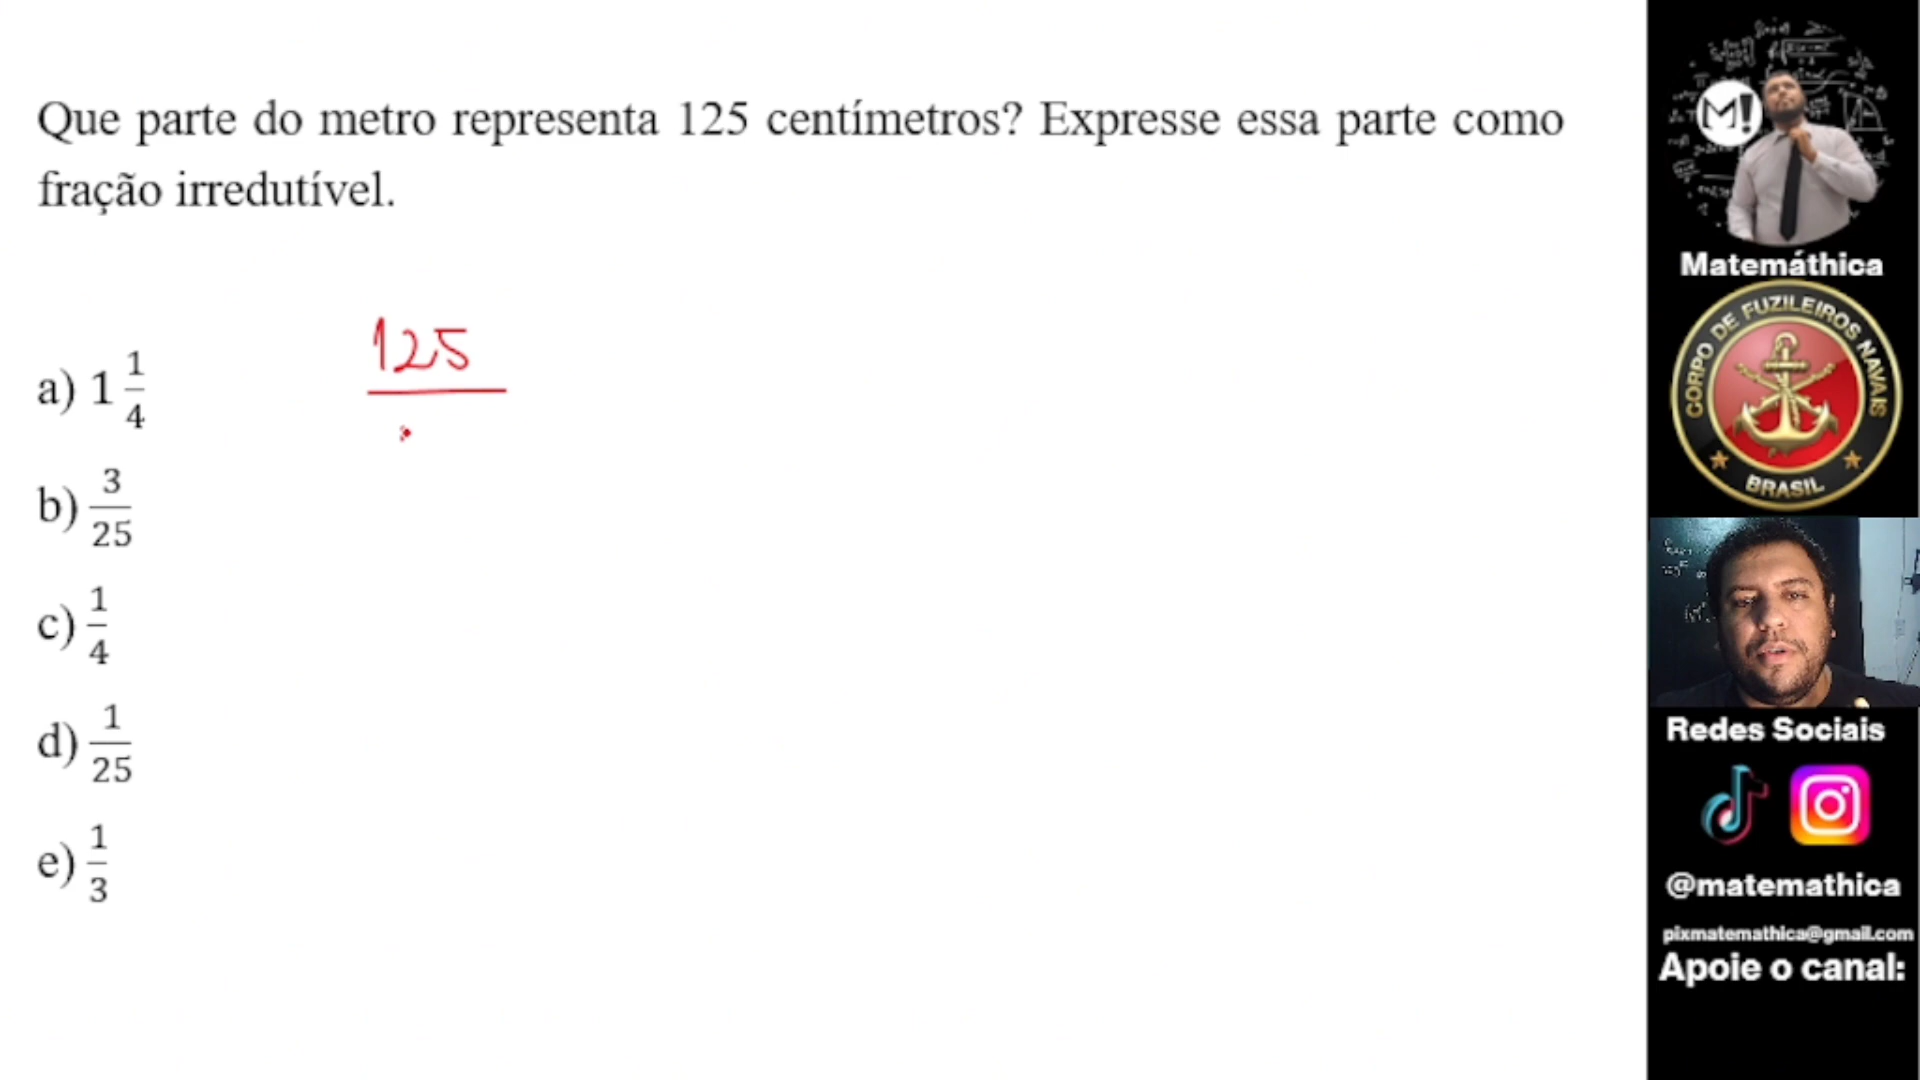 Que parte do metro representa 125 centímetros? Expresse essa parte como
fração irredutível.
125
a) 1 1/4
b) 3/25
c) 1/4
d) 1/25
e) 1/3
M!
Matemáthica
CORPO DE FUZILEIROS NAVAIS
BRASIL
Redes Sociais
@matemathica
pixmatemathica@gmail.com
Apoie o canal: